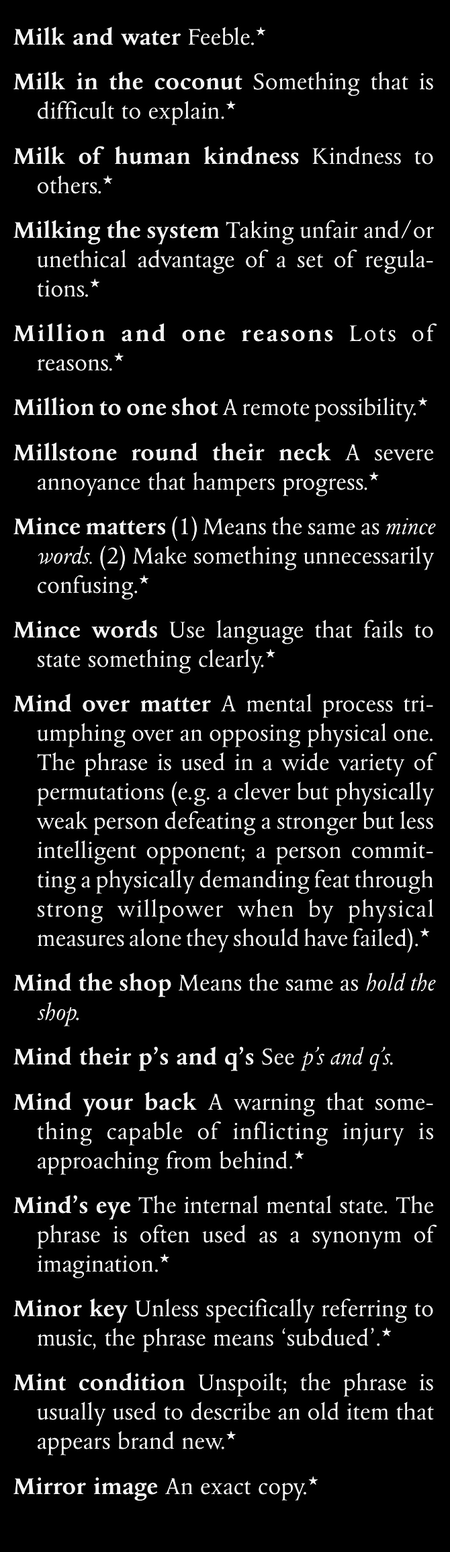 Milk and water Feeble.★
Milk in the coconut Something that is
difficult to explain.★
Milk of human kindness Kindness to
others.★
Milking the system Taking unfair and/or
unethical advantage of a set of regula-
tions.★
Million and one reasons Lots of
reasons.★
Million to one shot A remote possibility.★
Millstone round their neck A severe
annoyance that hampers progress.★
Mince matters (1) Means the same as mince
words. (2) Make something unnecessarily
confusing.★
Mince words Use language that fails to
state something clearly.★
Mind over matter A mental process tri-
umphing over an opposing physical one.
The phrase is used in a wide variety of
permutations (e.g. a clever but physically
weak person defeating a stronger but less
intelligent opponent; a person commit-
ting a physically demanding feat through
strong willpower when by physical
measures alone they should have failed).★
Mind the shop Means the same as hold the
shop.
Mind their p's and q's See p's and q's.
Mind your back A warning that some-
thing capable of inflicting injury is
approaching from behind.★
Mind's eye The internal mental state. The
phrase is often used as a synonym of
imagination.★
Minor key Unless specifically referring to
music, the phrase means 'subdued'.★
Mint condition Unspoilt; the phrase is
usually used to describe an old item that
appears brand new.★
Mirror image An exact copy.★